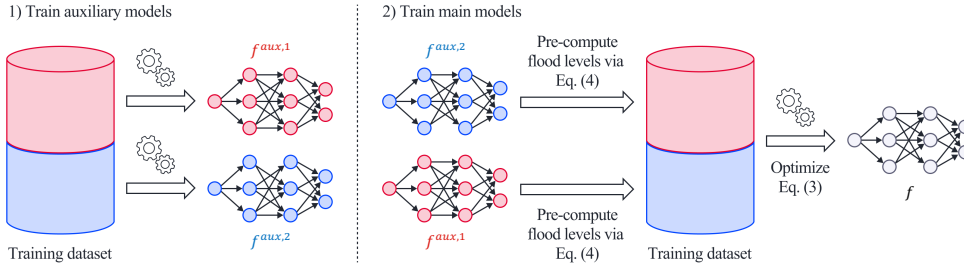 1) Train auxiliary models
f^{aux,1}
f^{aux,2}
Training dataset
2) Train main models
f^{aux,2}
Pre-compute
flood levels via
Eq. (4)
f^{aux,1}
Pre-compute
flood levels via
Eq. (4)
Training dataset
Optimize
Eq. (3)
f